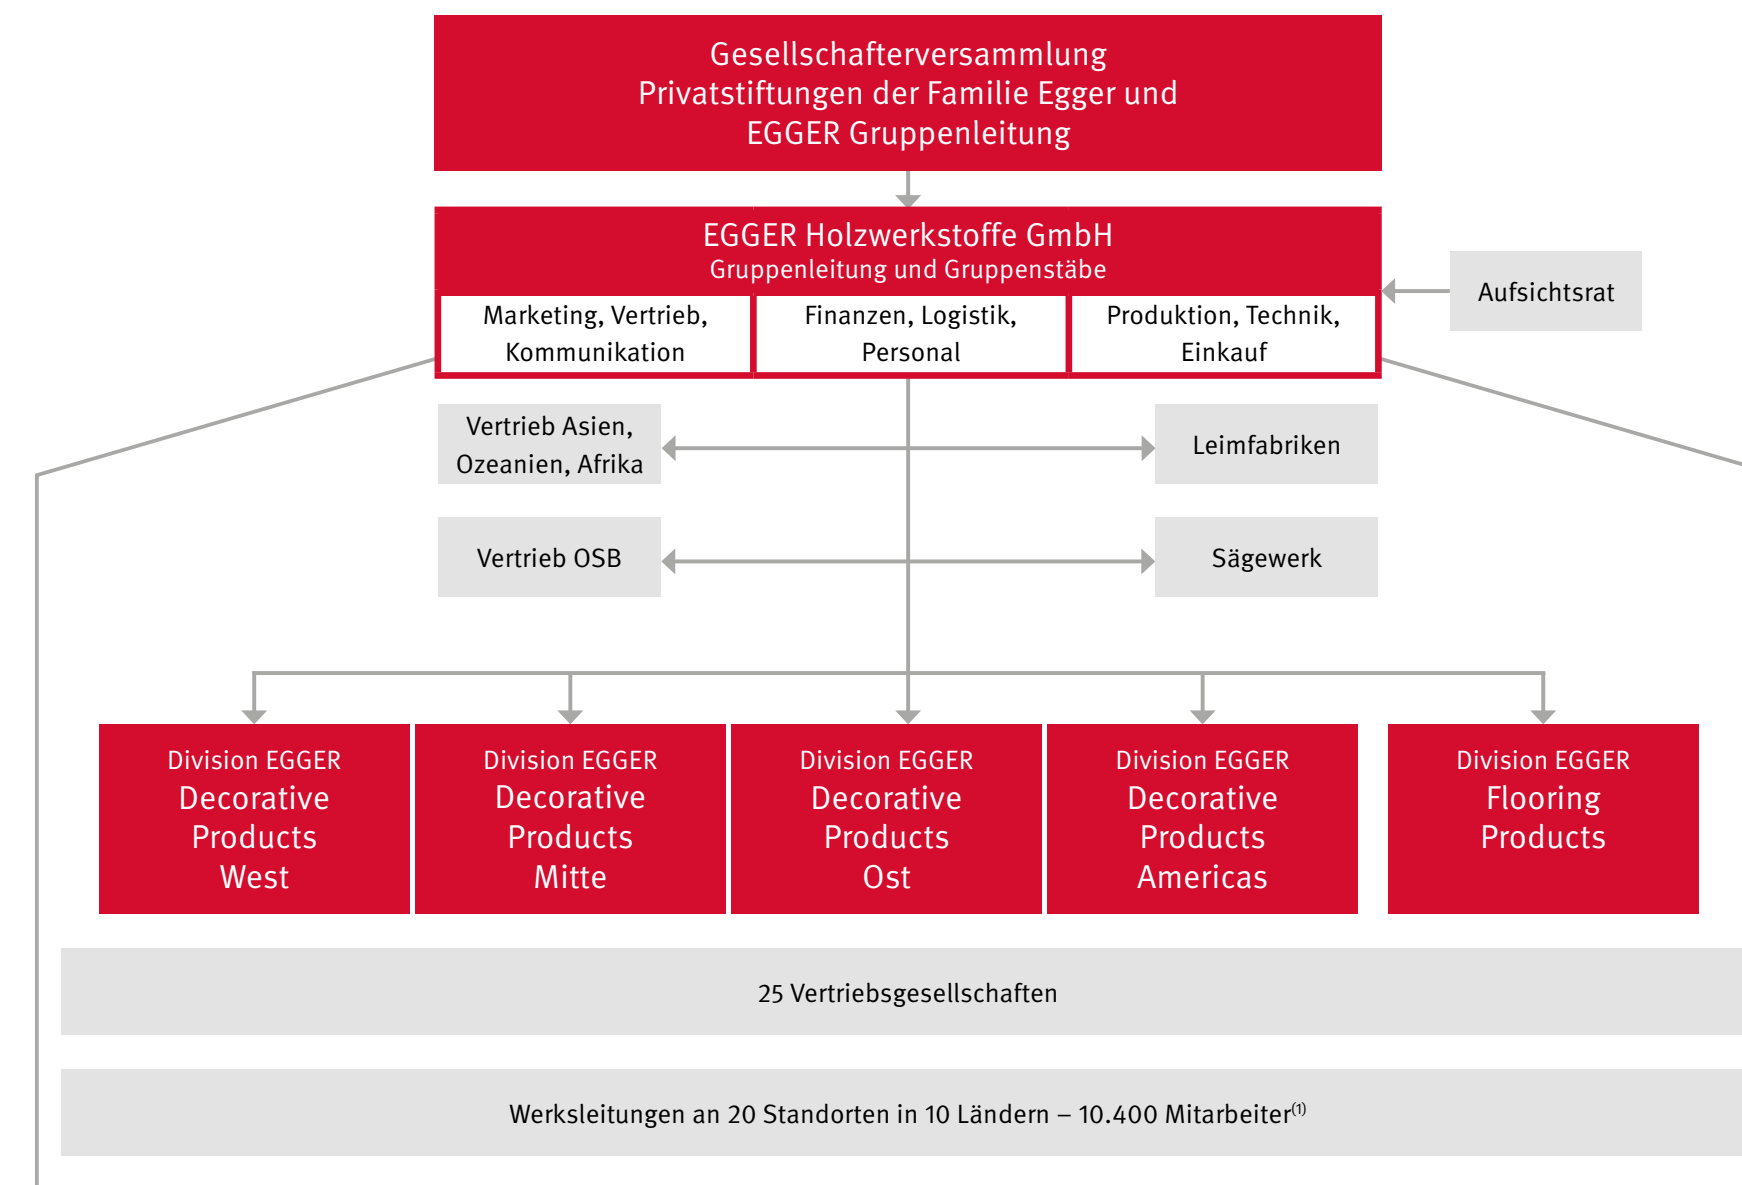 Gesellschafterversammlung
Privatstiftungen der Familie Egger und
EGGER Gruppenleitung
EGGER Holzwerkstoffe GmbH
Gruppenleitung und Gruppenstäbe
Marketing, Vertrieb,
Kommunikation
Finanzen, Logistik,
Personal
Produktion, Technik,
Einkauf
Aufsichtsrat
Vertrieb Asien,
Ozeanien, Afrika
Leimfabriken
Vertrieb OSB
Sägewerk
Division EGGER
Decorative
Products
West
Division EGGER
Decorative
Products
Mitte
Division EGGER
Decorative
Products
Ost
Division EGGER
Decorative
Products
Americas
Division EGGER
Flooring
Products
25 Vertriebsgesellschaften
Werksleitungen an 20 Standorten in 10 Ländern – 10.400 Mitarbeiter(1)